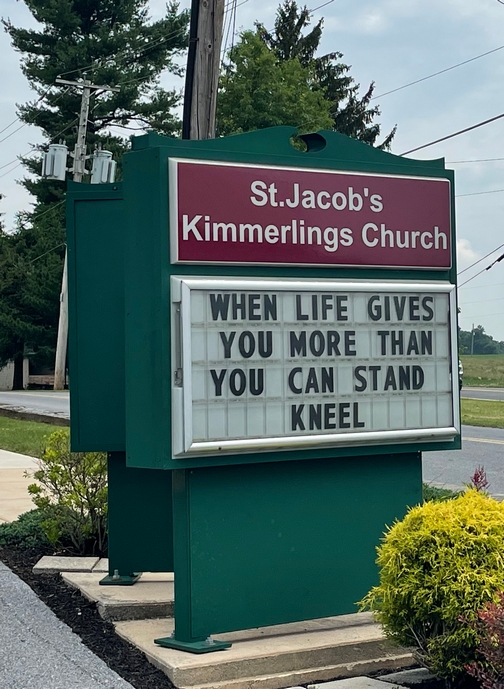 St.Jacob's
Kimmerlings Church
WHEN LIFE GIVES
YOU MORE THAN
YOU CAN STAND
KNEEL